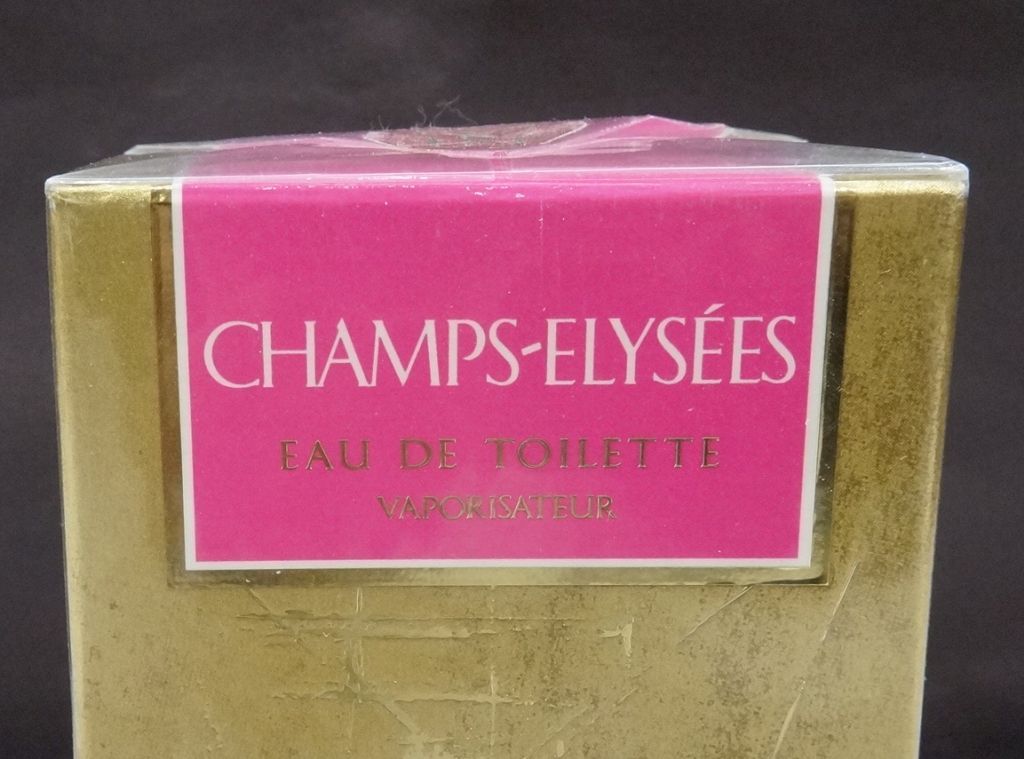 CHAMPS-ELYSÉES
EAU DE TOILETTE
VAPORISATEUR